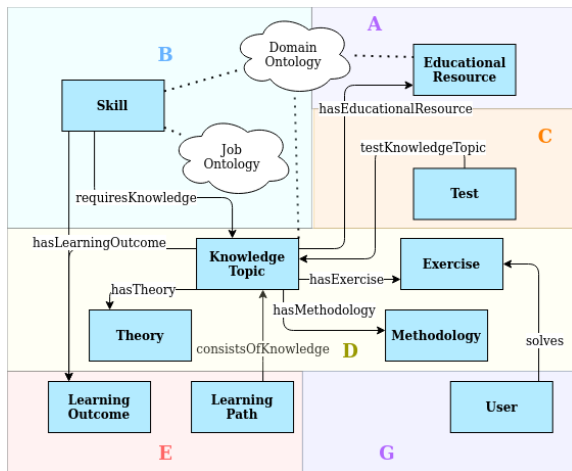 A
B
Domain
Ontology
Educational
Resource
Skill
hasEducationalResource
C
Job
Ontology
testKnowledgeTopic
Test
requiresKnowledge
hasLearningOutcome
Knowledge
Topic
Exercise
hasExercise
hasTheory
hasMethodology
Theory
Methodology
solves
consistsOfKnowledge
D
Learning
Outcome
Learning
Path
User
E
G